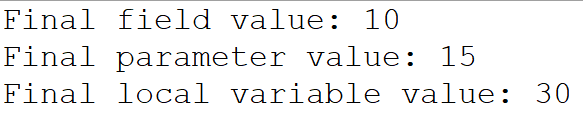 Final field value: 10
Final parameter value: 15
Final local variable value: 30